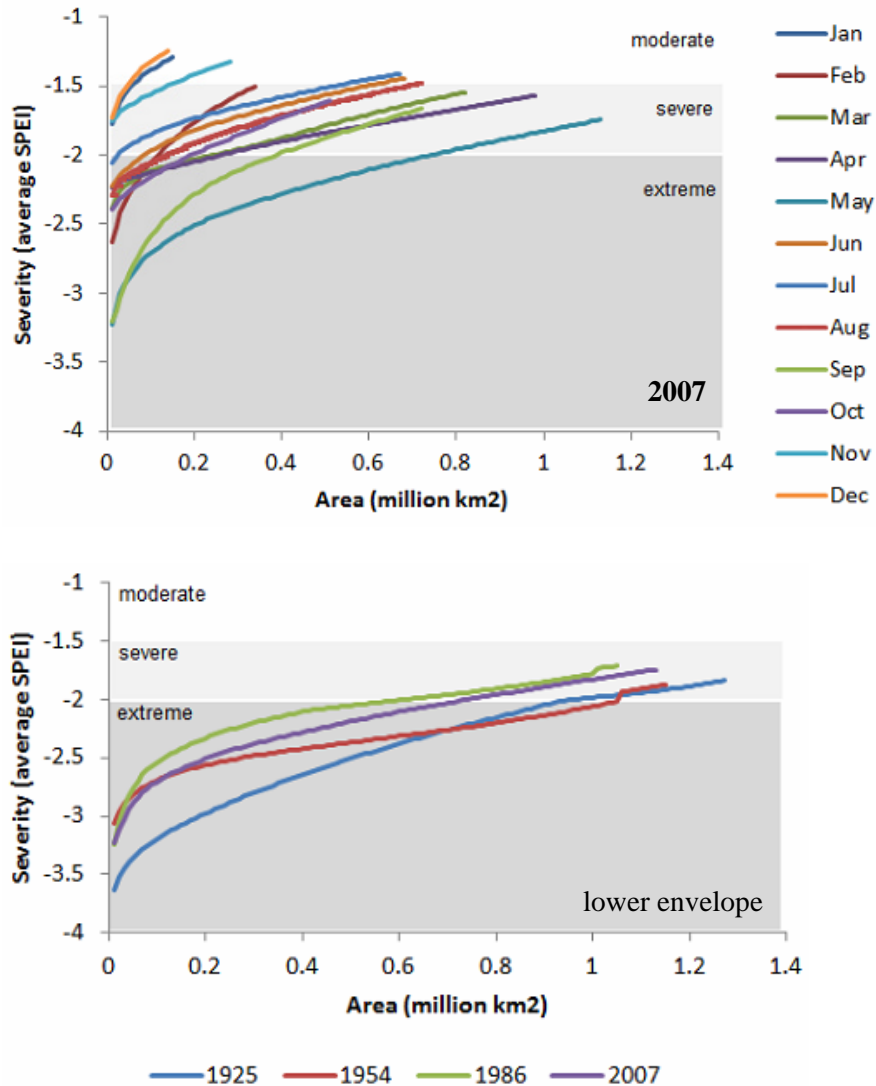 -1
-1.5
-2
-2.5
-3
-3.5
-4
Severity (average SPEI)
moderate
severe
extreme
2007
0 0.2 0.4 0.6 0.8 1 1.2 1.4
Area (million km2)
Jan
Feb
Mar
Apr
May
Jun
Jul
Aug
Sep
Oct
Nov
Dec
-1
-1.5
-2
-2.5
-3
-3.5
-4
Severity (average SPEI)
moderate
severe
extreme
lower envelope
0 0.2 0.4 0.6 0.8 1 1.2 1.4
Area (million km2)
1925 1954 1986 2007